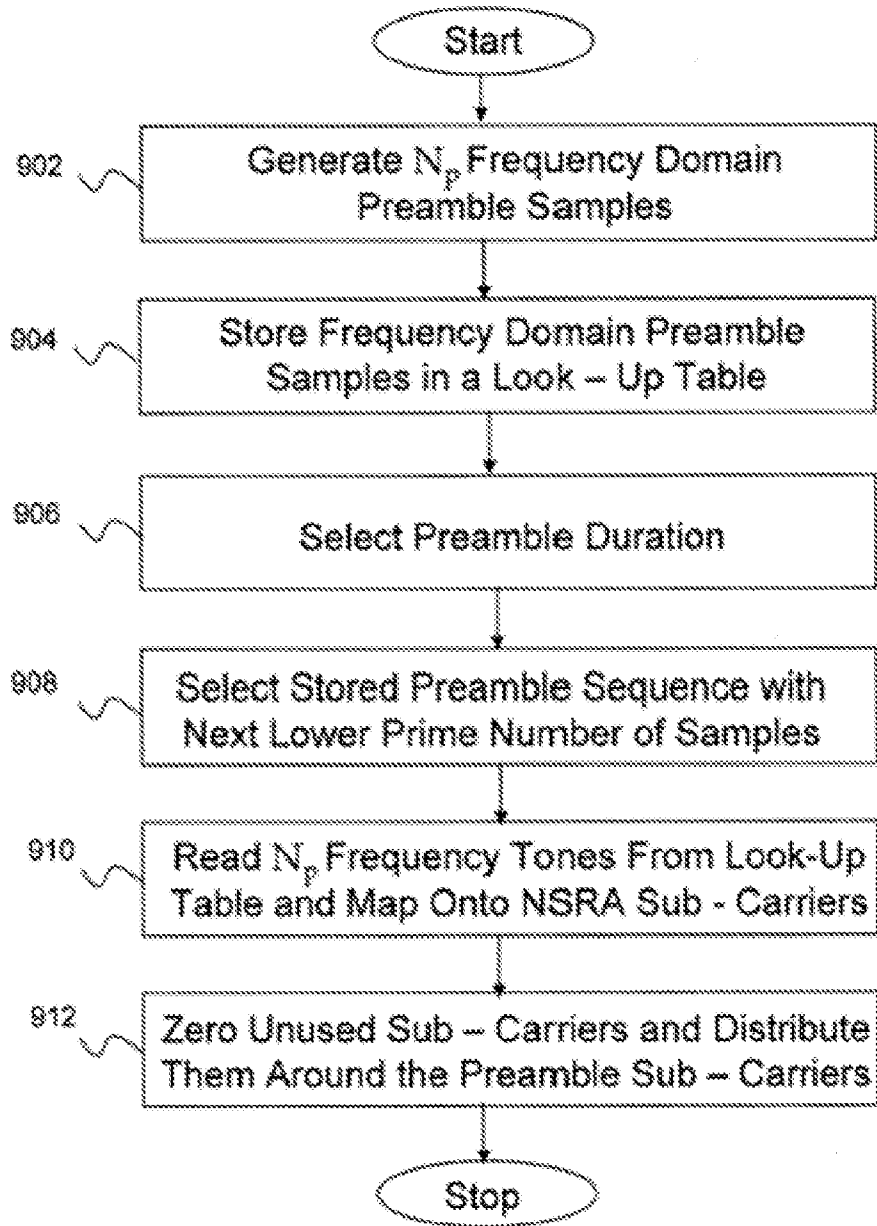 Start
902
Generate Np Frequency Domain
Preamble Samples
904
Store Frequency Domain Preamble
Samples in a Look – Up Table
906
Select Preamble Duration
908
Select Stored Preamble Sequence with
Next Lower Prime Number of Samples
910
Read Np Frequency Tones From Look-Up
Table and Map Onto NSRA Sub - Carriers
912
Zero Unused Sub – Carriers and Distribute
Them Around the Preamble Sub – Carriers
Stop